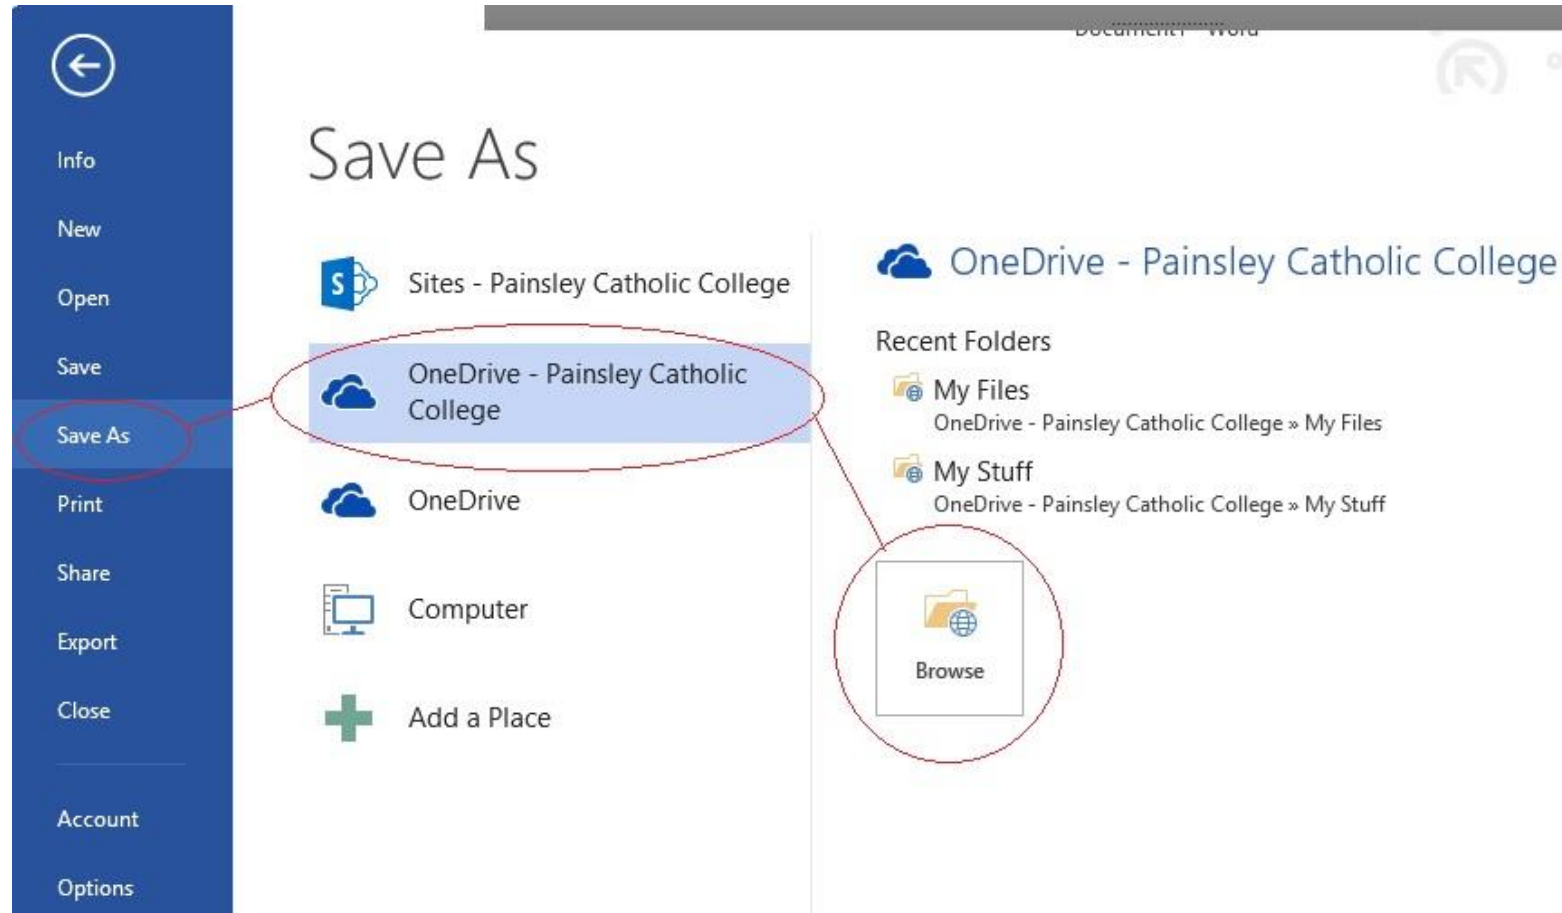 Document1 - Word
Info
New
Open
Save
Save As
Print
Share
Export
Close
Account
Options
Save As
Sites - Painsley Catholic College
OneDrive - Painsley Catholic
College
OneDrive
Computer
Add a Place
OneDrive - Painsley Catholic College
Recent Folders
My Files
OneDrive - Painsley Catholic College » My Files
My Stuff
OneDrive - Painsley Catholic College » My Stuff
Browse